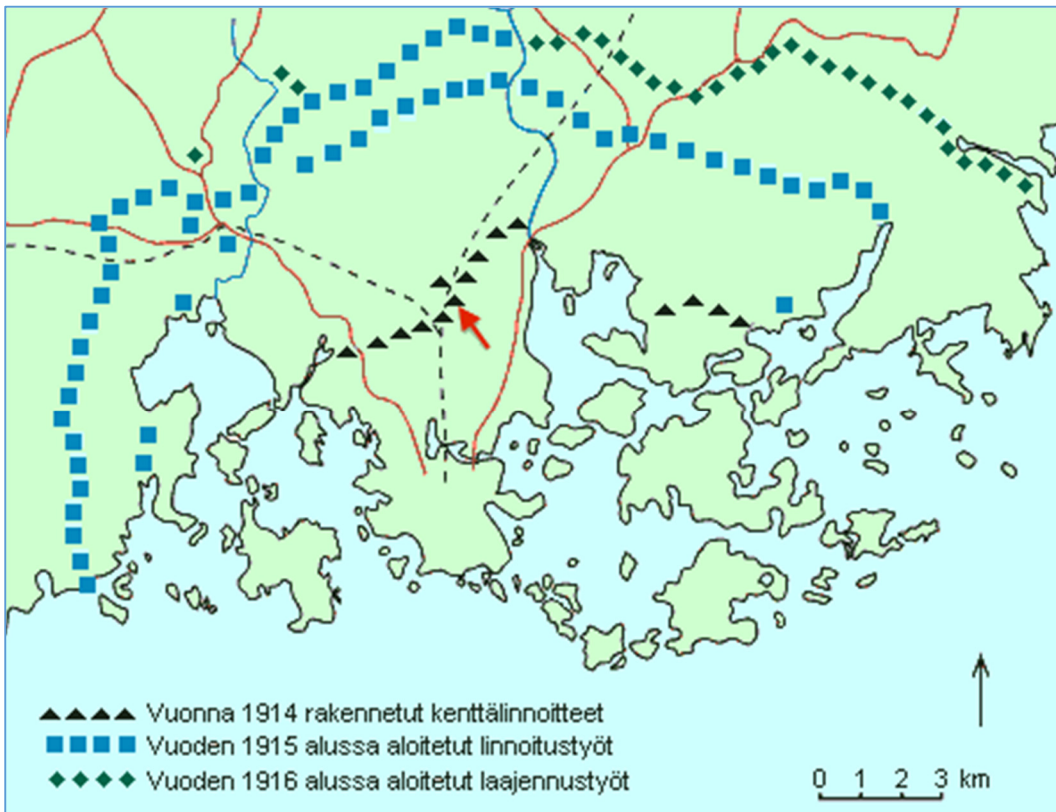 Vuonna 1914 rakennetut kenttälinnoitteet
Vuoden 1915 alussa aloitetut linnoitustyöt
Vuoden 1916 alussa aloitetut laajennustyöt
0 1 2 3 km